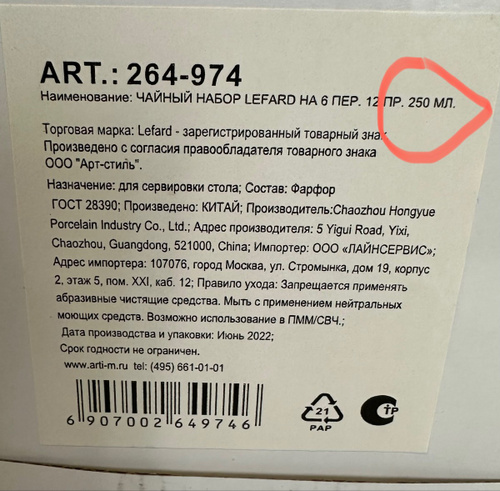 ART.: 264-974
Наименование: ЧАЙНЫЙ НАБОР LEFARD НА 6 ПЕР. 12 ПР. 250 МЛ.
Торговая марка: Lefard - зарегистрированный товарный знак
Произведено с согласия правообладателя товарного знака
ООО "Арт-стиль".
Назначение: для сервировки стола; Состав: Фарфор
ГОСТ 28390; Произведено: КИТАЙ; Производитель:Chaozhou Hongyue
Porcelain Industry Co., Ltd.; Адрес производителя: 5 Yigui Road, Yixi,
Chaozhou, Guangdong, 521000, China; Импортер: ООО «ЛАЙНСЕРВИС»;
Адрес импортера: 107076, город Москва, ул. Стромынка, дом 19, корпус
2, этаж 5, пом. XXI, каб. 12; Правило ухода: Запрещается применять
абразивные чистящие средства. Мыть с применением нейтральных
моющих средств. Возможно использование в ПММ/СВЧ.;
Дата производства и упаковки: Июнь 2022;
Срок годности не ограничен.
www.arti-m.ru tel: (495) 661-01-01
6 907002 649746
21
PAP
СТР